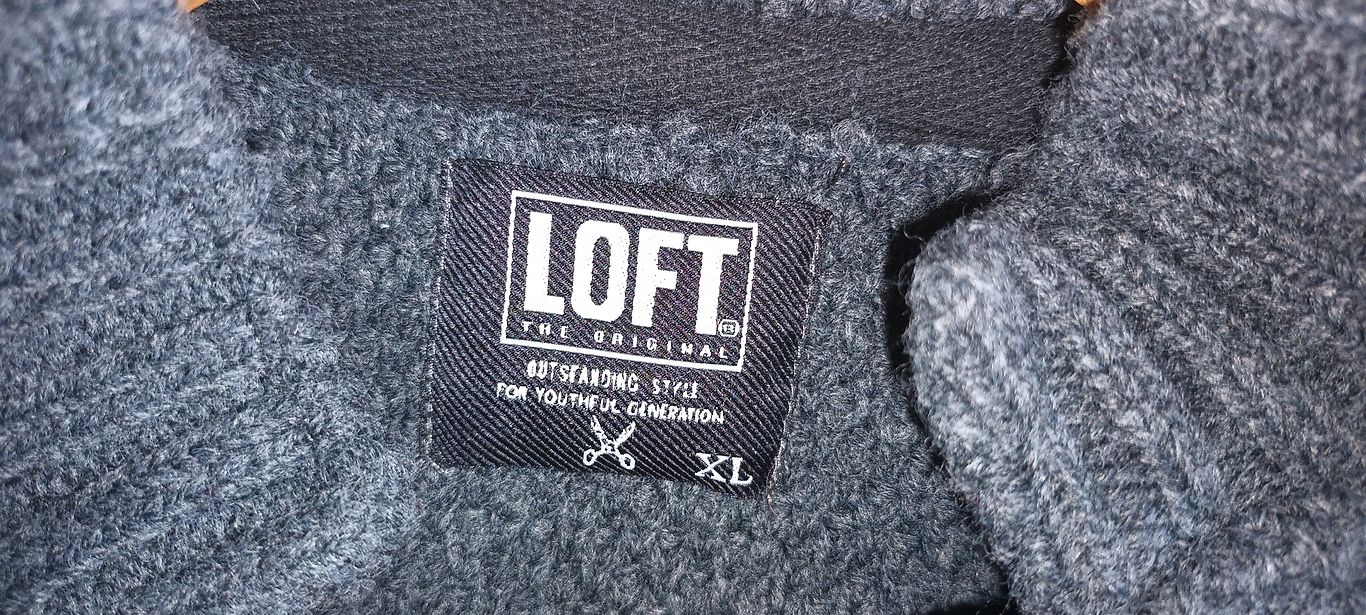 LOFT®
THE ORIGINAL
OUTSTANDING STYLE
FOR YOUTHFUL GENERATION
XL